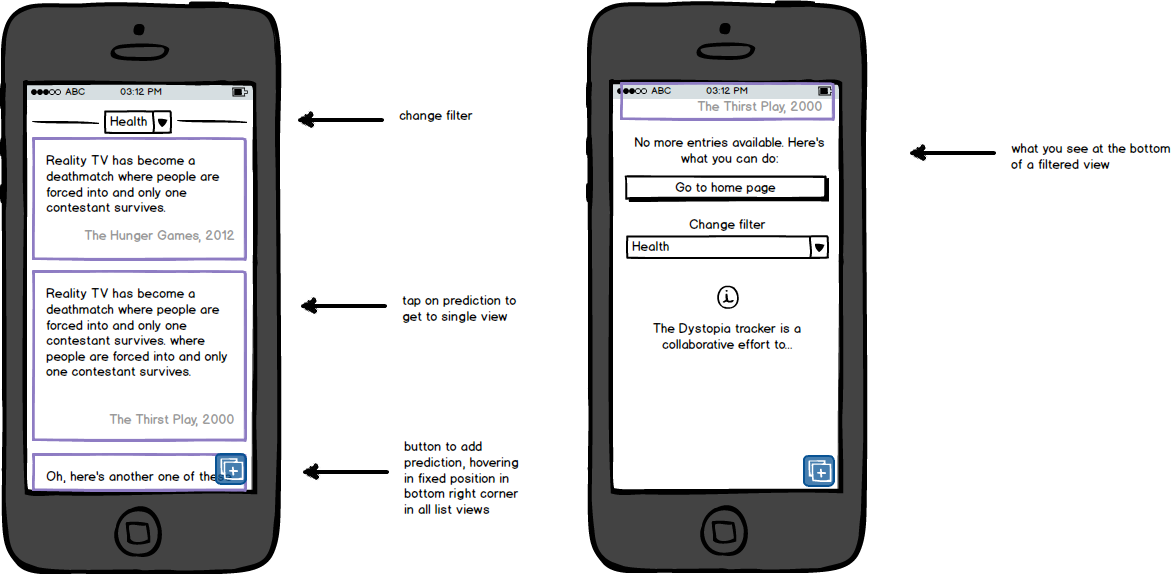 ABC 03:12 PM
Health
Reality TV has become a
deathmatch where people are
forced into and only one
contestant survives.
The Hunger Games, 2012
Reality TV has become a
deathmatch where people are
forced into and only one
contestant survives. where
people are forced into and only
one contestant survives.
The Thirst Play, 2000
Oh, here's another one of thes
change filter
tap on prediction to
get to single view
button to add
prediction, hovering
in fixed position in
bottom right corner
in all list views
ABC 03:12 PM
The Thirst Play, 2000
No more entries available. Here's
what you can do:
Go to home page
Change filter
Health
The Dystopia tracker is a
collaborative effort to...
what you see at the bottom
of a filtered view